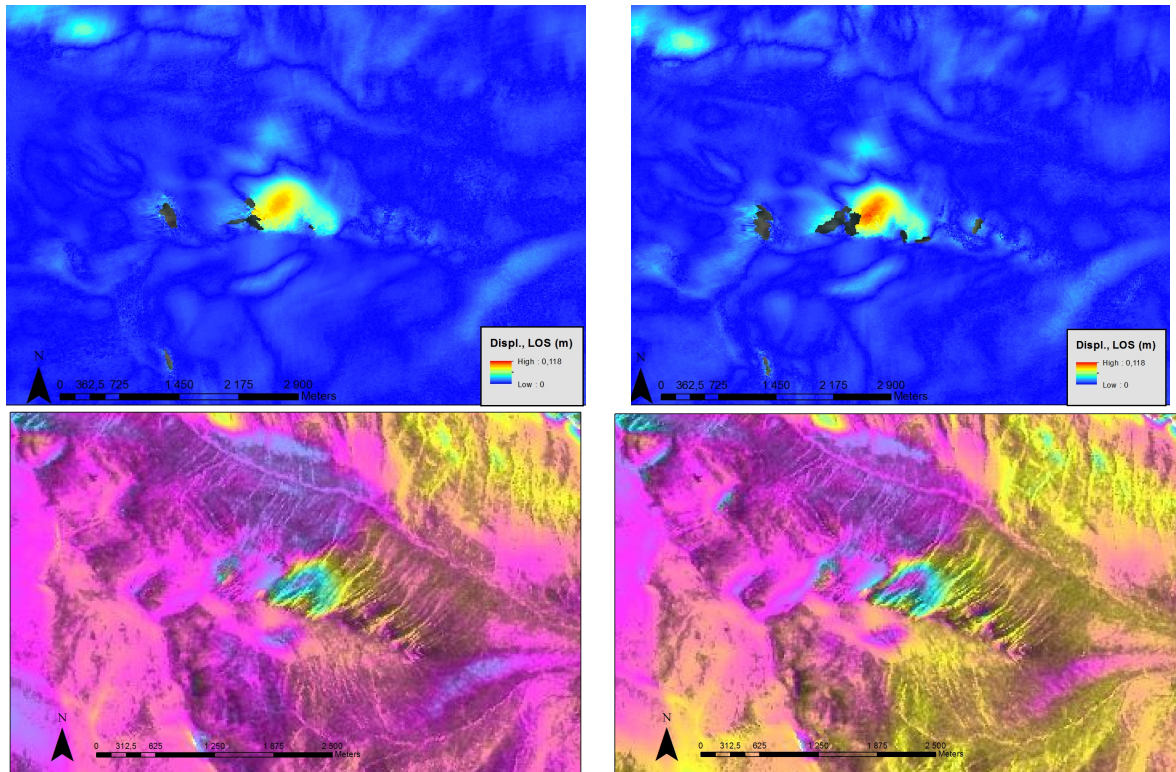 Displ., LOS (m)
High : 0,118
Low : 0
N
0 362,5 725 1 450 2 175 2 900
Meters
Displ., LOS (m)
High : 0,118
Low : 0
N
0 362,5 725 1 450 2 175 2 900
Meters
N
0 312,5 625 1 250 1 875 2 500
Meters
N
0 312,5 625 1 250 1 875 2 500
Meters